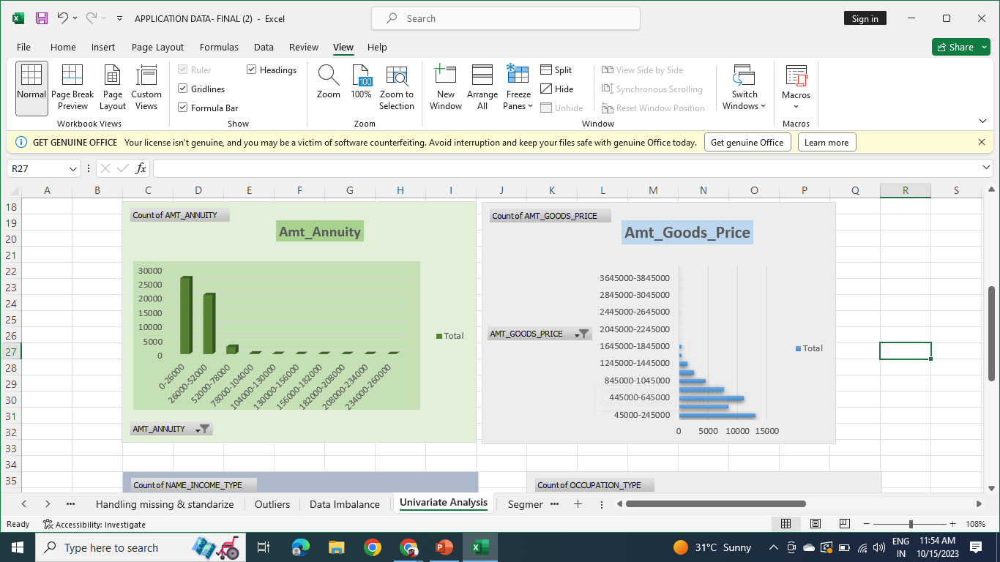 APPLICATION DATA- FINAL (2) - Excel
Search
Sign in
File Home Insert Page Layout Formulas Data Review View Help
Share
Normal
Page Break Preview
Page Layout
Custom Views
Workbook Views
Ruler
Gridlines
Formula Bar
Headings
Show
Zoom
100
100%
Zoom to Selection
Zoom
New Window
Arrange All
Freeze Panes
Split
Hide
Unhide
View Side by Side
Synchronous Scrolling
Reset Window Position
Window
Switch Windows
Macros
Macros
GET GENUINE OFFICE Your license isn't genuine, and you may be a victim of software counterfeiting. Avoid interruption and keep your files safe with genuine Office today. Get genuine Office Learn more
R27
fx
A B C D E F G H I J K L M N O P Q R S
18
19
20
21
22
23
24
25
26
27
28
29
30
31
32
33
34
35
Count of AMT_ANNUITY
Amt_Annuity
30000
25000
20000
15000
10000
5000
0
0-26000
26000-52000
52000-78000
78000-104000
104000-130000
130000-156000
156000-182000
182000-208000
208000-234000
234000-260000
Total
AMT_ANNUITY
Count of AMT_GOODS_PRICE
Amt_Goods_Price
3645000-3845000
2845000-3045000
2445000-2645000
2045000-2245000
1645000-1845000
1245000-1445000
845000-1045000
445000-645000
45000-245000
0 5000 10000 15000
AMT_GOODS_PRICE
Total
Count of NAME_INCOME_TYPE
Count of OCCUPATION_TYPE
Handling missing & standarize Outliers Data Imbalance Univariate Analysis Segmer
Ready Accessibility: Investigate
108%
Type here to search
31°C Sunny
ENG
IN
11:54 AM
10/15/2023